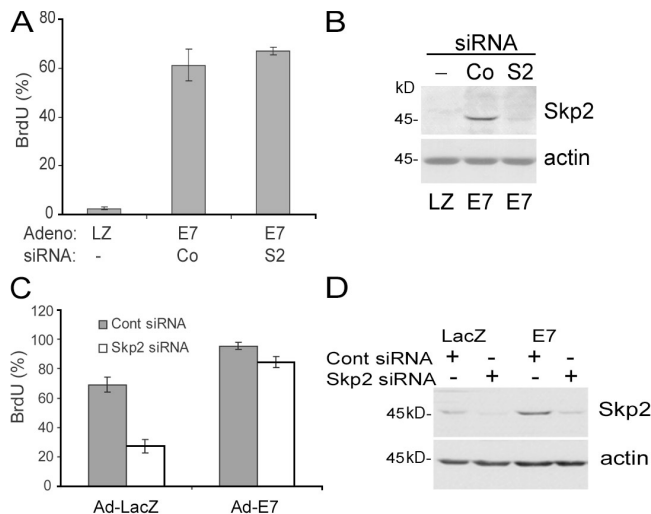 A
BrdU (%)
80
60
40
20
0
Adeno: LZ E7 E7
siRNA: - Co S2
B
siRNA
– Co S2
kD
45- Skp2
45- actin
LZ E7 E7
C
BrdU (%)
120
100
80
60
40
20
0
Cont siRNA
Skp2 siRNA
Ad-LacZ Ad-E7
D
LacZ E7
Cont siRNA + - + -
Skp2 siRNA - + - +
45kD- Skp2
45kD- actin